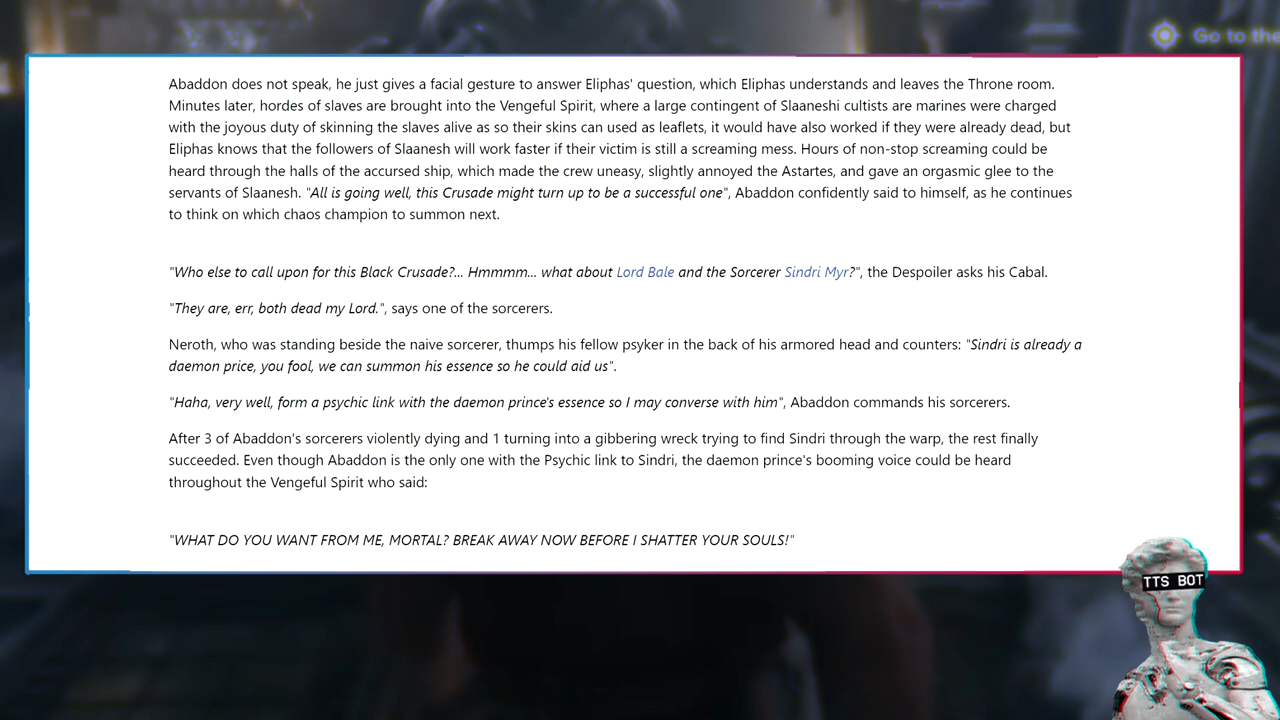 Go to the
Abaddon does not speak, he just gives a facial gesture to answer Eliphas' question, which Eliphas understands and leaves the Throne room.
Minutes later, hordes of slaves are brought into the Vengeful Spirit, where a large contingent of Slaaneshi cultists are marines were charged
with the joyous duty of skinning the slaves alive as so their skins can used as leaflets, it would have also worked if they were already dead, but
Eliphas knows that the followers of Slaanesh will work faster if their victim is still a screaming mess. Hours of non-stop screaming could be
heard through the halls of the accursed ship, which made the crew uneasy, slightly annoyed the Astartes, and gave an orgasmic glee to the
servants of Slaanesh. "All is going well, this Crusade might turn up to be a successful one", Abaddon confidently said to himself, as he continues
to think on which chaos champion to summon next.
"Who else to call upon for this Black Crusade?... Hmmmm... what about Lord Bale and the Sorcerer Sindri Myr?", the Despoiler asks his Cabal.
"They are, err, both dead my Lord.", says one of the sorcerers.
Neroth, who was standing beside the naive sorcerer, thumps his fellow psyker in the back of his armored head and counters: "Sindri is already a
daemon price, you fool, we can summon his essence so he could aid us".
"Haha, very well, form a psychic link with the daemon prince's essence so I may converse with him", Abaddon commands his sorcerers.
After 3 of Abaddon's sorcerers violently dying and 1 turning into a gibbering wreck trying to find Sindri through the warp, the rest finally
succeeded. Even though Abaddon is the only one with the Psychic link to Sindri, the daemon prince's booming voice could be heard
throughout the Vengeful Spirit who said:
"WHAT DO YOU WANT FROM ME, MORTAL? BREAK AWAY NOW BEFORE I SHATTER YOUR SOULS!"
TTS BOT